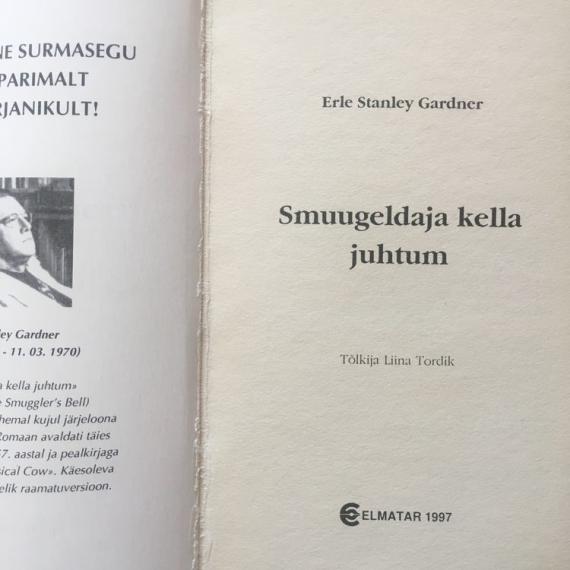 NE SURMASEGU
PARIMALT
RJANIKULT!
ley Gardner
- 11. 03. 1970)
a kella juhtum»
e Smuggler's Bell)
hemal kujul järjeloona
Romaan avaldati täies
7. aastal ja pealkirjaga
sical Cow». Käesoleva
elik raamatuversioon.
Erle Stanley Gardner
Smuugeldaja kella
juhtum
Tõlkija Liina Tordik
ELMATAR 1997